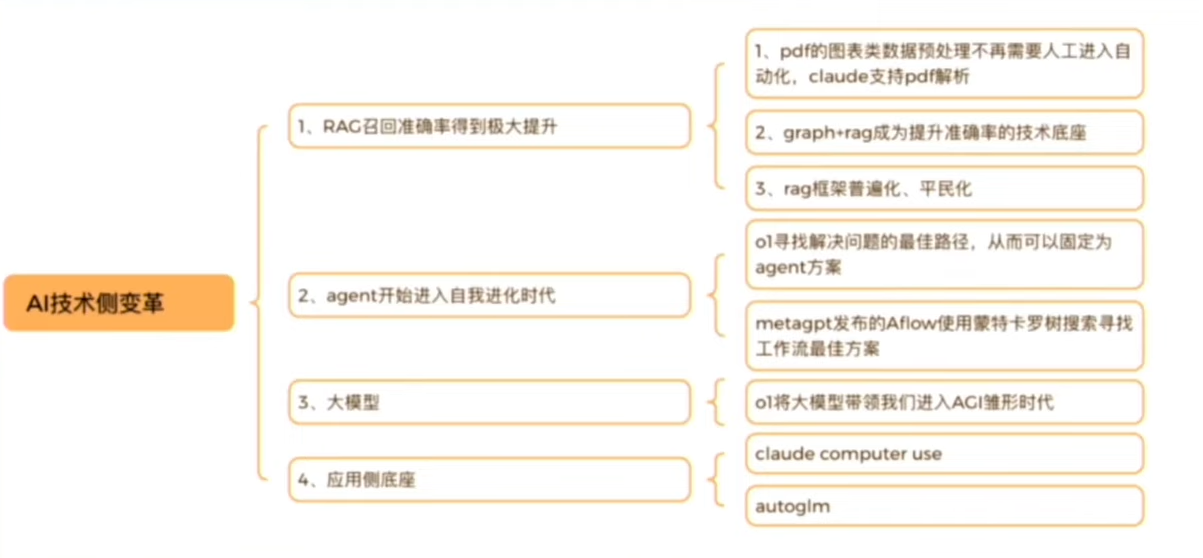 AI技术侧变革
1、RAG召回准确率得到极大提升
1、pdf的图表类数据预处理不再需要人工进入自
动化，claude支持pdf解析
2、graph+rag成为提升准确率的技术底座
3、rag框架普遍化、平民化
2、agent开始进入自我进化时代
o1寻找解决问题的最佳路径，从而可以固定为
agent方案
metagpt发布的Aflow使用蒙特卡罗树搜索寻找
工作流最佳方案
3、大模型
o1将大模型带领我们进入AGI雏形时代
4、应用侧底座
claude computer use
autoglm